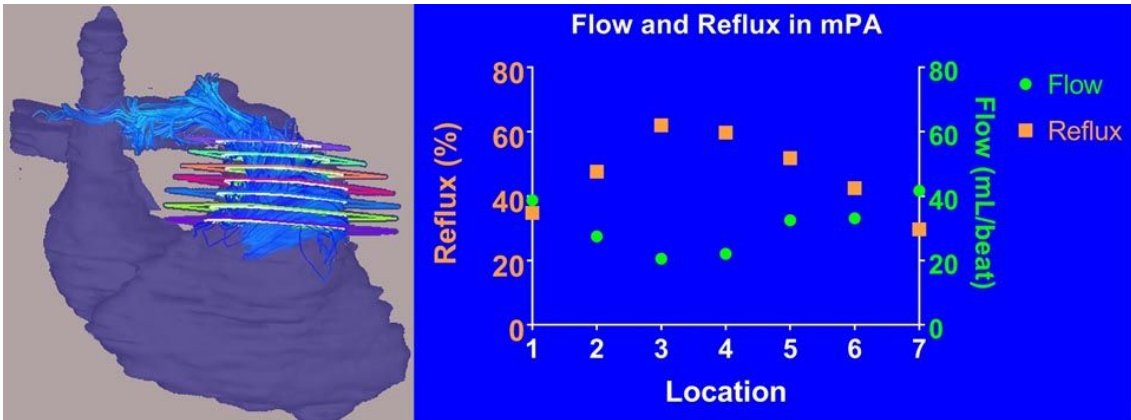 Flow and Reflux in mPA
80
60
40
20
0
Reflux (%)
80
60
40
20
0
Flow (mL/beat)
Flow
Reflux
1 2 3 4 5 6 7
Location